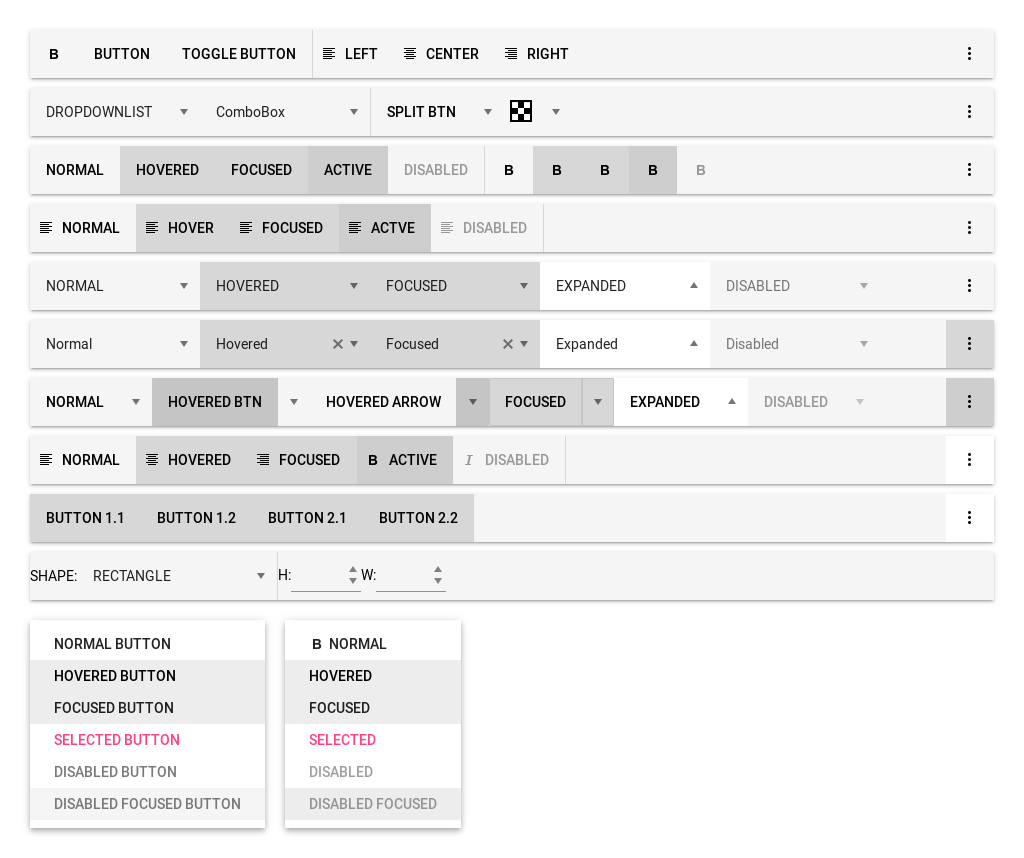 B BUTTON TOGGLE BUTTON LEFT CENTER RIGHT
DROPDOWNLIST ComboBox SPLIT BTN
NORMAL HOVERED FOCUSED ACTIVE DISABLED B B B B B
NORMAL HOVER FOCUSED ACTVE DISABLED
NORMAL HOVERED FOCUSED EXPANDED DISABLED
Normal Hovered Focused Expanded Disabled
NORMAL HOVERED BTN HOVERED ARROW FOCUSED EXPANDED DISABLED
NORMAL HOVERED FOCUSED B ACTIVE I DISABLED
BUTTON 1.1 BUTTON 1.2 BUTTON 2.1 BUTTON 2.2
SHAPE: RECTANGLE H: W:
NORMAL BUTTON
HOVERED BUTTON
FOCUSED BUTTON
SELECTED BUTTON
DISABLED BUTTON
DISABLED FOCUSED BUTTON
B NORMAL
HOVERED
FOCUSED
SELECTED
DISABLED
DISABLED FOCUSED